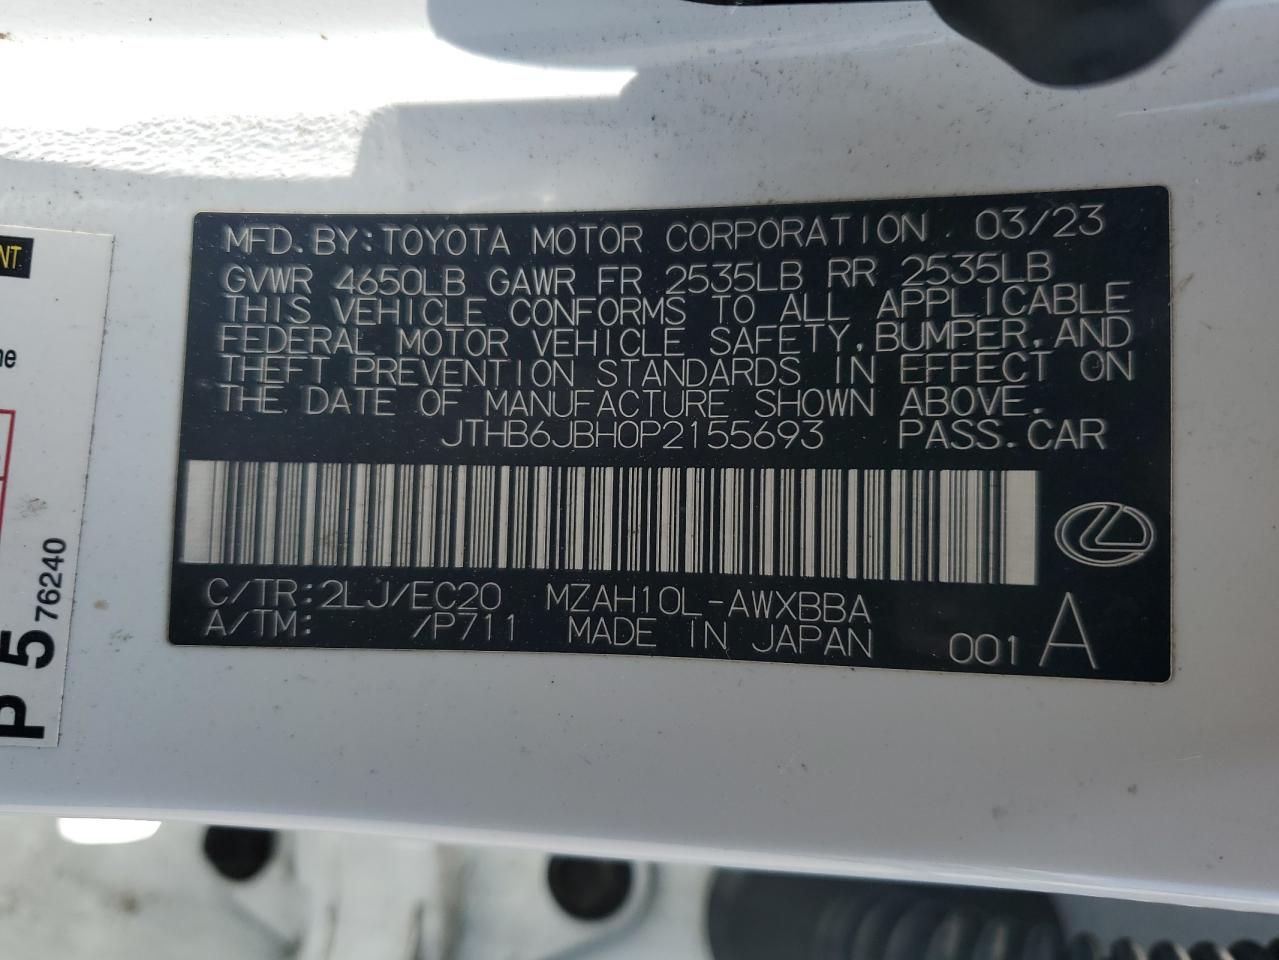 MFD.BY:TOYOTA MOTOR CORPORATION 03/23
GVWR 4650LB GAWR FR 2535LB RR 2535LB
THIS VEHICLE CONFORMS TO ALL APPLICABLE
FEDERAL MOTOR VEHICLE SAFETY,BUMPER,AND
THEFT PREVENTION STANDARDS IN EFFECT ON
THE DATE OF MANUFACTURE SHOWN ABOVE.
JTHB6JBH0P2155693 PASS.CAR
C/TR:2LJ/EC20 MZAH10L-AWXBBA
A/TM: /P711 MADE IN JAPAN 001 A
P 5 76240